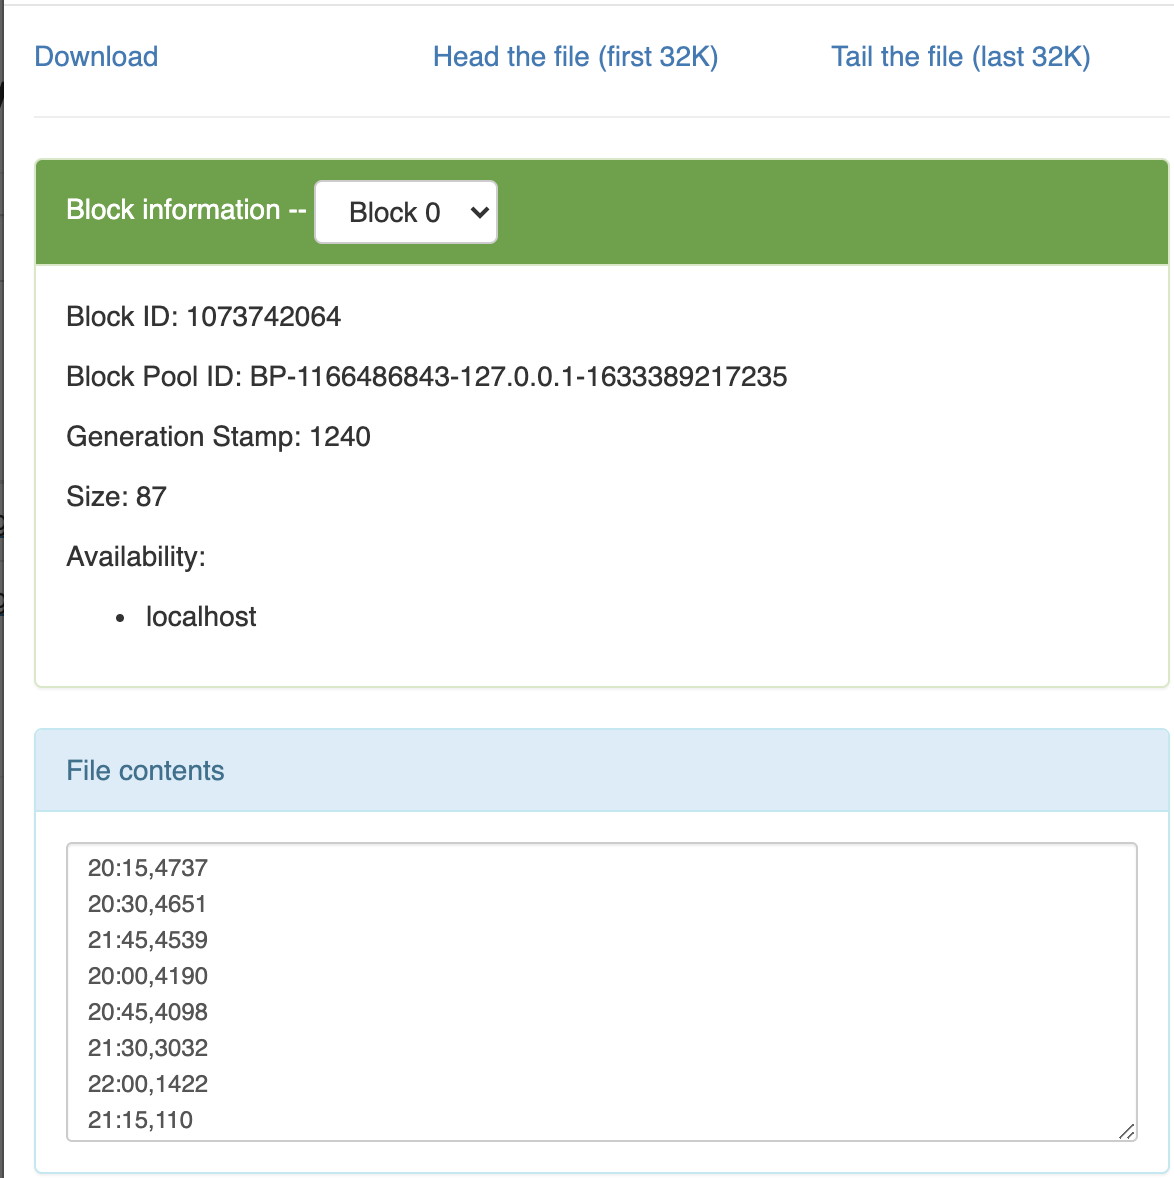 Download
Head the file (first 32K)
Tail the file (last 32K)
Block information --
Block 0
Block ID: 1073742064
Block Pool ID: BP-1166486843-127.0.0.1-1633389217235
Generation Stamp: 1240
Size: 87
Availability:
localhost
File contents
20:15,4737
20:30,4651
21:45,4539
20:00,4190
20:45,4098
21:30,3032
22:00,1422
21:15,110